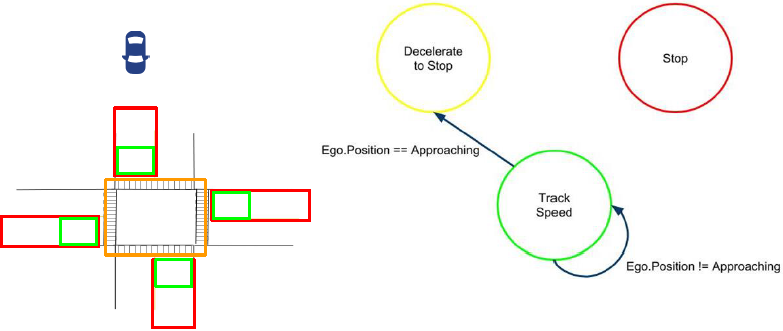 Decelerate
to Stop
Stop
Ego.Position == Approaching
Track
Speed
Ego.Position != Approaching